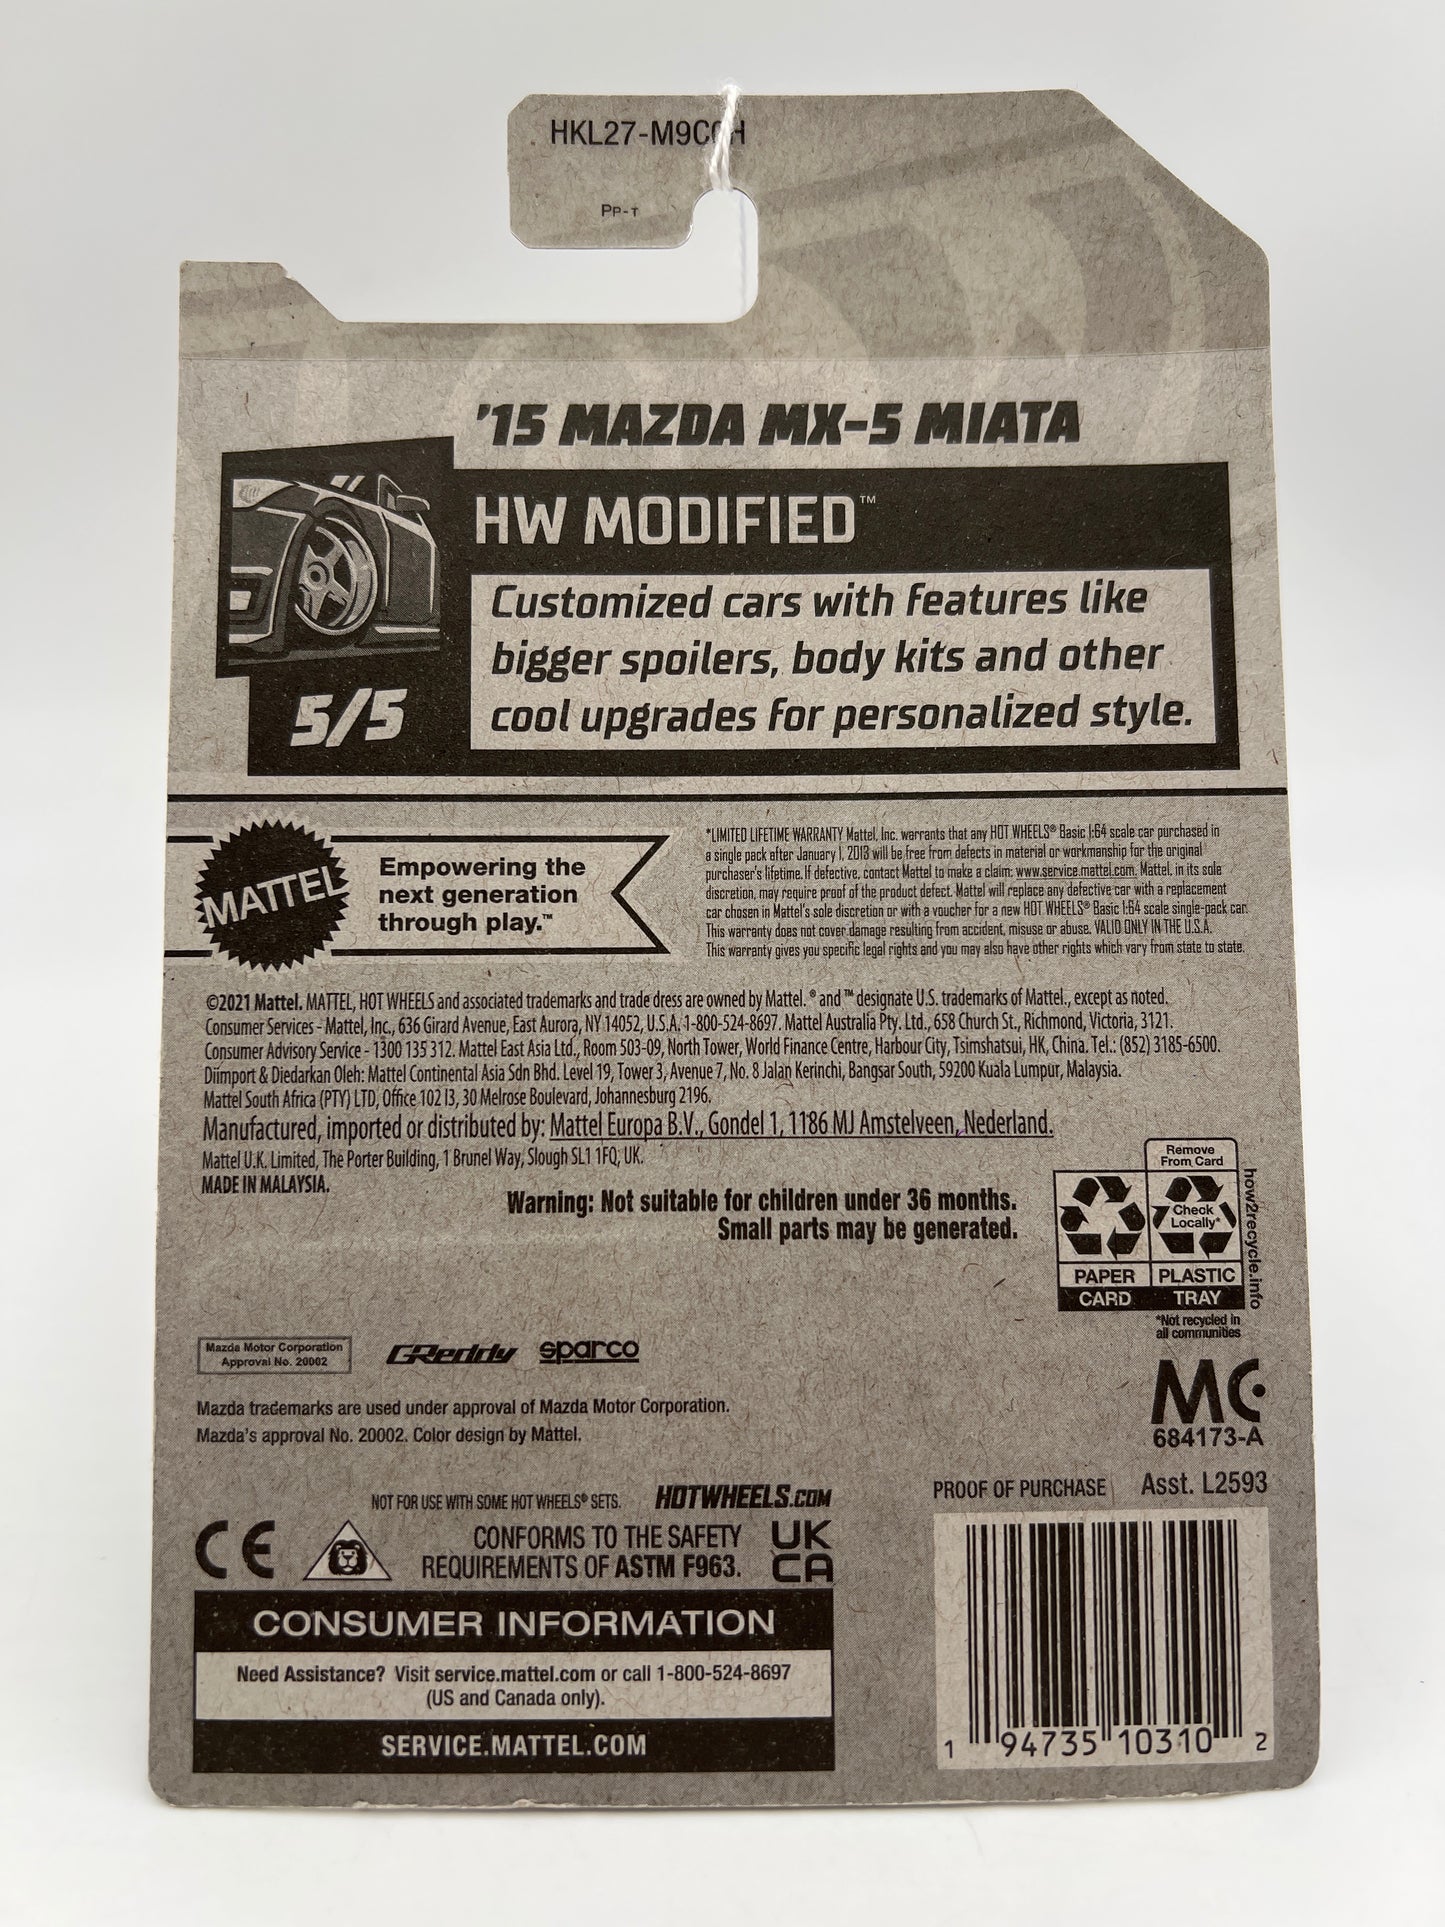 HKL27-M9C0H
PP-T
'15 MAZDA MX-5 MIATA
HW MODIFIED™
Customized cars with features like
bigger spoilers, body kits and other
cool upgrades for personalized style.
5/5
MATTEL
Empowering the
next generation
through play.™
*LIMITED LIFETIME WARRANTY Mattel, Inc. warrants that any HOT WHEELS® Basic 1:64 scale car purchased in
a single pack after January 1, 2013 will be free from defects in material or workmanship for the original
purchaser's lifetime. If defective, contact Mattel to make a claim: www.service.mattel.com. Mattel, in its sole
discretion, may require proof of the product defect. Mattel will replace any defective car with a replacement
car chosen in Mattel's sole discretion or with a voucher for a new HOT WHEELS® Basic 1:64 scale single-pack car.
This warranty does not cover damage resulting from accident, misuse or abuse. VALID ONLY IN THE U.S.A.
This warranty gives you specific legal rights and you may also have other rights which vary from state to state.
©2021 Mattel. MATTEL, HOT WHEELS and associated trademarks and trade dress are owned by Mattel. ® and ™ designate U.S. trademarks of Mattel., except as noted.
Consumer Services - Mattel, Inc., 636 Girard Avenue, East Aurora, NY 14052, U.S.A. 1-800-524-8697. Mattel Australia Pty. Ltd., 658 Church St., Richmond, Victoria, 3121.
Consumer Advisory Service - 1300 135 312. Mattel East Asia Ltd., Room 503-09, North Tower, World Finance Centre, Harbour City, Tsimshatsui, HK, China. Tel.: (852) 3185-6500.
Diimport & Diedarkan Oleh: Mattel Continental Asia Sdn Bhd. Level 19, Tower 3, Avenue 7, No. 8 Jalan Kerinchi, Bangsar South, 59200 Kuala Lumpur, Malaysia.
Mattel South Africa (PTY) LTD, Office 102 I3, 30 Melrose Boulevard, Johannesburg 2196.
Manufactured, imported or distributed by: Mattel Europa B.V., Gondel 1, 1186 MJ Amstelveen, Nederland.
Mattel U.K. Limited, The Porter Building, 1 Brunel Way, Slough SL1 1FQ, UK.
MADE IN MALAYSIA.
Warning: Not suitable for children under 36 months.
Small parts may be generated.
Remove
From Card
Check
Locally*
PAPER
PLASTIC
CARD
TRAY
how2recycle.info
*Not recycled in
all communities
Mazda Motor Corporation
Approval No. 20002
GReddy
sparco
MC
684173-A
Mazda trademarks are used under approval of Mazda Motor Corporation.
Mazda's approval No. 20002. Color design by Mattel.
NOT FOR USE WITH SOME HOT WHEELS® SETS.
HOTWHEELS.COM
PROOF OF PURCHASE
Asst. L2593
CE
CONFORMS TO THE SAFETY
REQUIREMENTS OF ASTM F963.
UK
CA
CONSUMER INFORMATION
Need Assistance? Visit service.mattel.com or call 1-800-524-8697
(US and Canada only).
SERVICE.MATTEL.COM
1 94735 10310 2